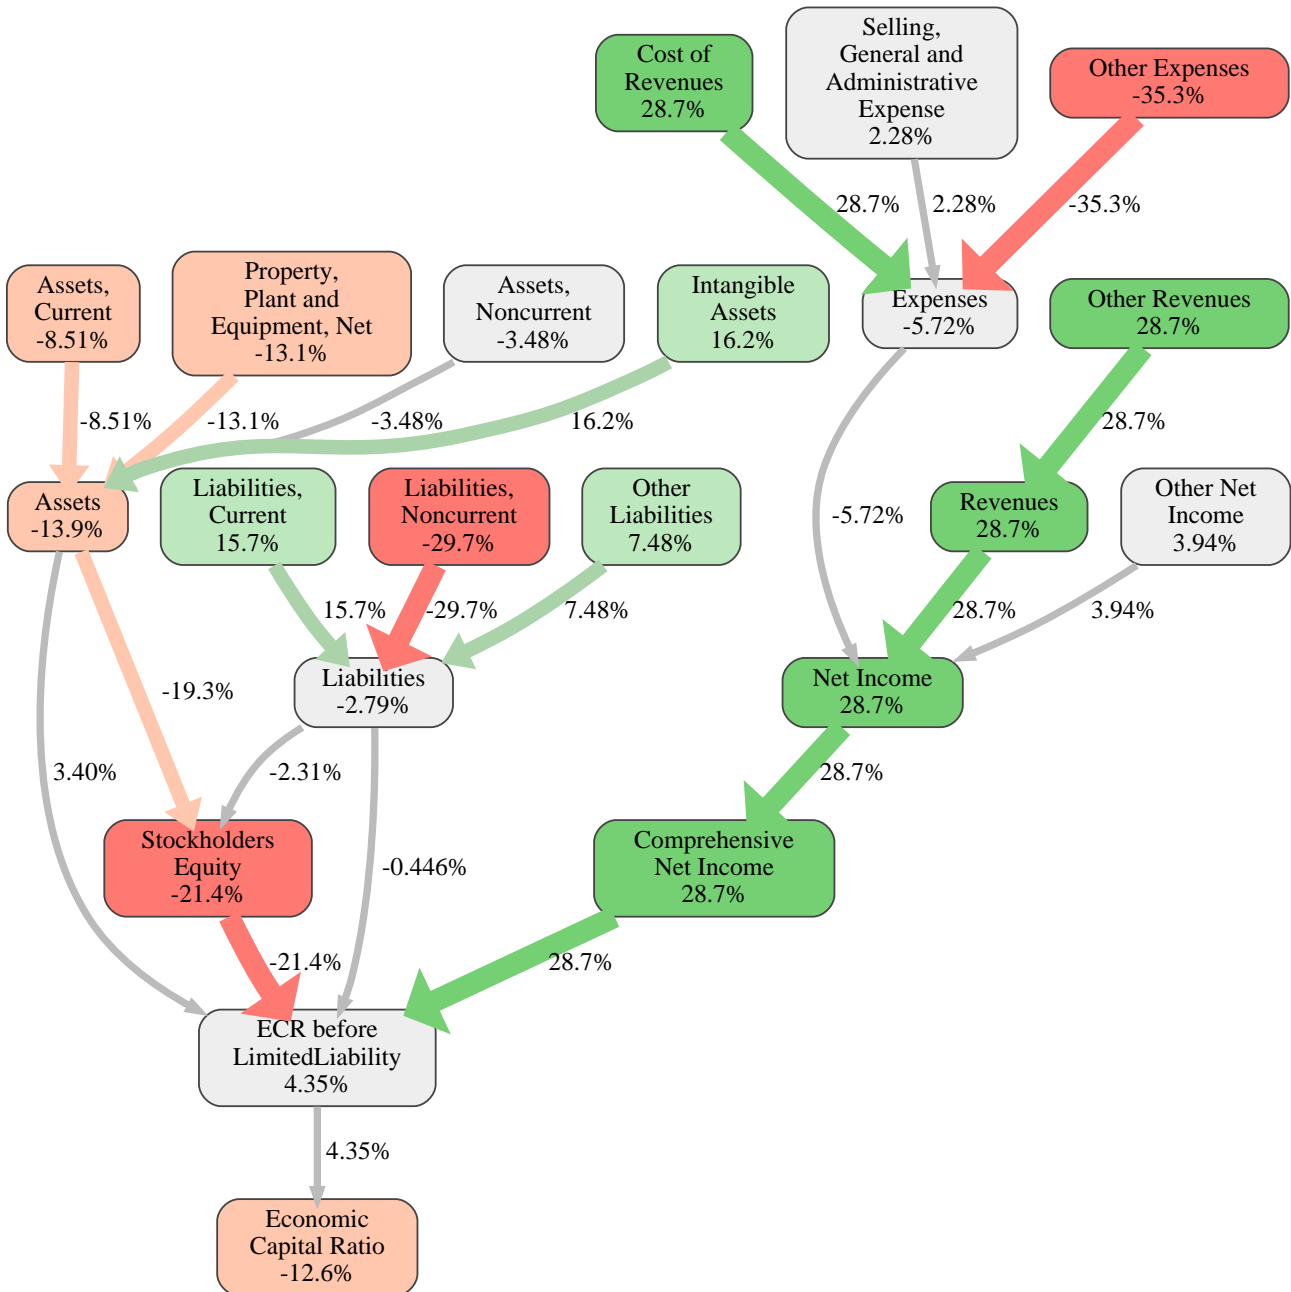 Cost of
Revenues
28.7%
Selling,
General and
Administrative
Expense
2.28%
Other Expenses
-35.3%
28.7%
2.28%
-35.3%
Assets,
Current
-8.51%
Property,
Plant and
Equipment, Net
-13.1%
Assets,
Noncurrent
-3.48%
Intangible
Assets
16.2%
Expenses
-5.72%
Other Revenues
28.7%
-8.51%
-13.1%
-3.48%
16.2%
28.7%
Assets
-13.9%
Liabilities,
Current
15.7%
Liabilities,
Noncurrent
-29.7%
Other
Liabilities
7.48%
-5.72%
Revenues
28.7%
Other Net
Income
3.94%
15.7%
-29.7%
7.48%
28.7%
3.94%
-19.3%
Liabilities
-2.79%
Net Income
28.7%
3.40%
-2.31%
28.7%
Stockholders
Equity
-21.4%
-0.446%
Comprehensive
Net Income
28.7%
-21.4%
28.7%
ECR before
LimitedLiability
4.35%
4.35%
Economic
Capital Ratio
-12.6%